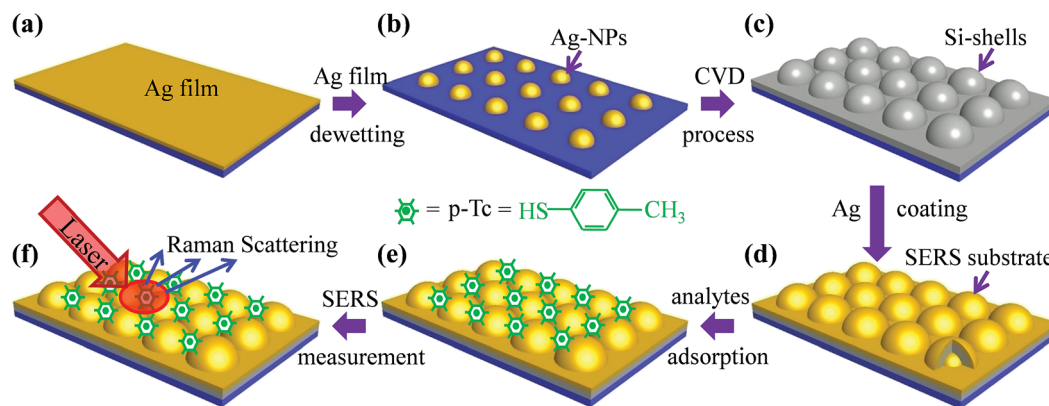 (a)
Ag film
Ag film
dewetting
(b)
Ag-NPs
CVD
process
(c)
Si-shells
= p-Tc = HS CH3
Ag coating
(d)
SERS substrate
analytes
adsorption
(e)
SERS
measurement
(f)
Laser
Raman Scattering